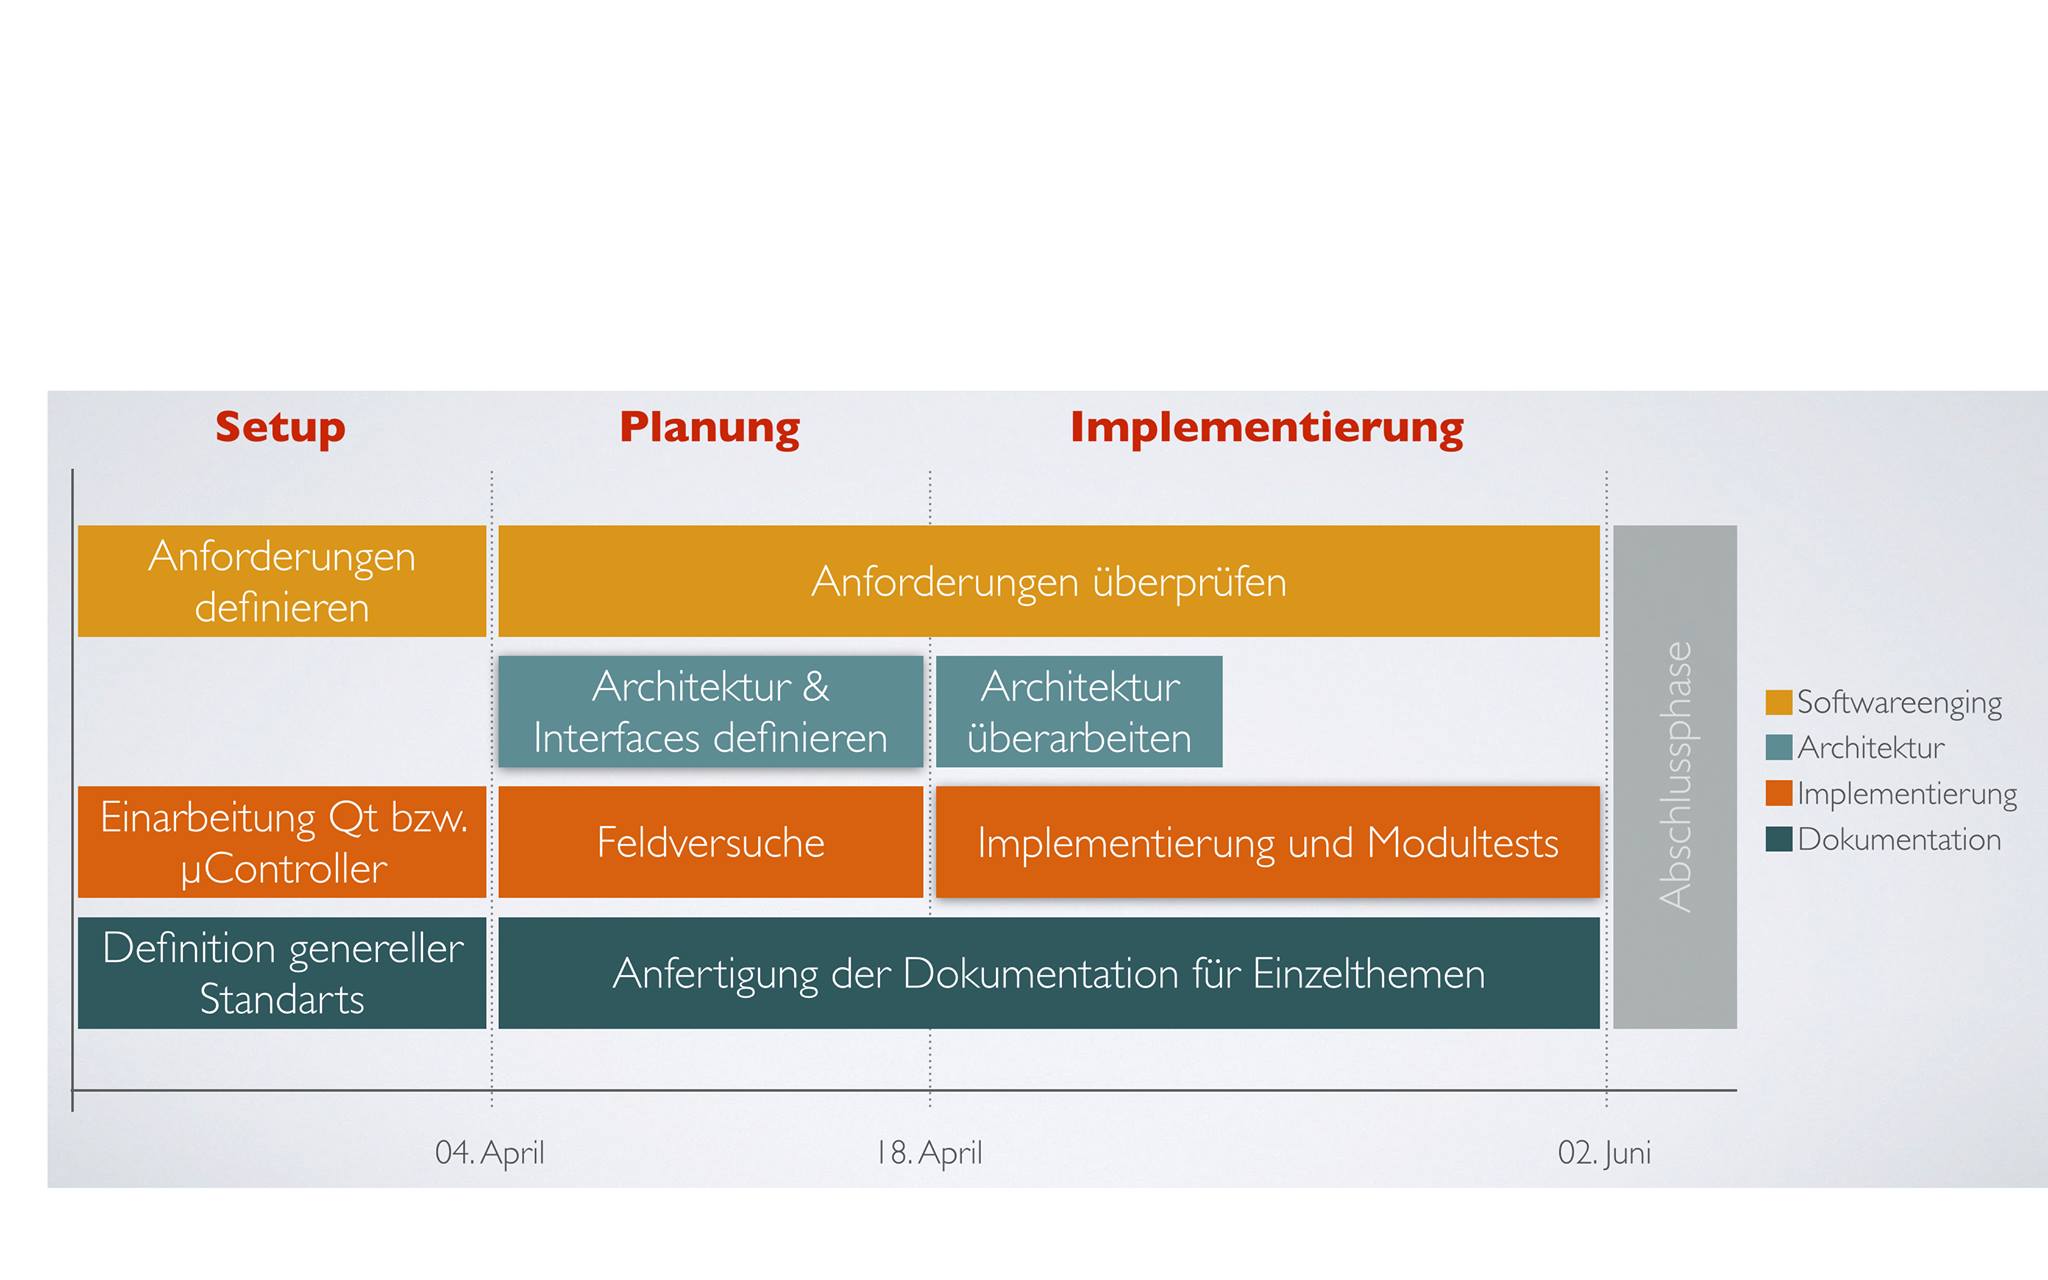 Setup
Planung
Implementierung
Anforderungen
definieren
Anforderungen überprüfen
Architektur &
Interfaces definieren
Architektur
überarbeiten
Einarbeitung Qt bzw.
µController
Feldversuche
Implementierung und Modultests
Definition genereller
Standarts
Anfertigung der Dokumentation für Einzelthemen
Abschlussphase
Softwareenging
Architektur
Implementierung
Dokumentation
04. April
18. April
02. Juni